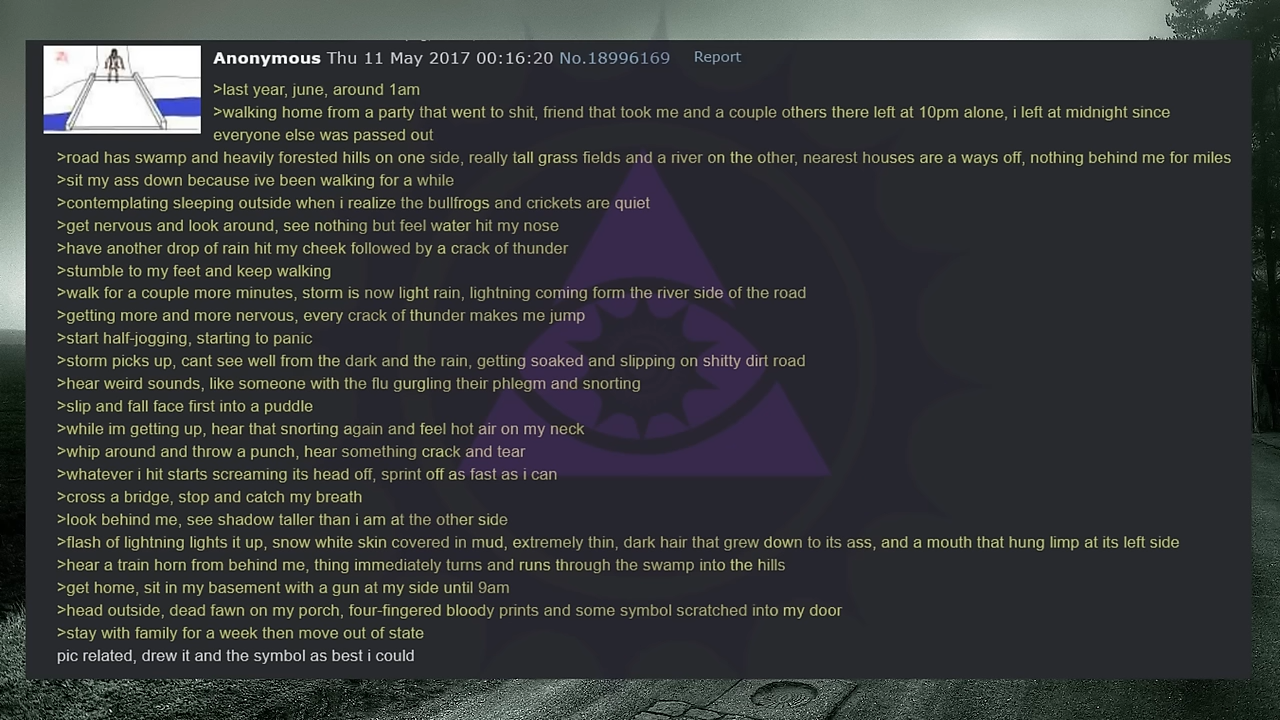 Anonymous Thu 11 May 2017 00:16:20 No.18996169 Report
>last year, june, around 1am
>walking home from a party that went to shit, friend that took me and a couple others there left at 10pm alone, i left at midnight since
everyone else was passed out
>road has swamp and heavily forested hills on one side, really tall grass fields and a river on the other, nearest houses are a ways off, nothing behind me for miles
>sit my ass down because ive been walking for a while
>contemplating sleeping outside when i realize the bullfrogs and crickets are quiet
>get nervous and look around, see nothing but feel water hit my nose
>have another drop of rain hit my cheek followed by a crack of thunder
>stumble to my feet and keep walking
>walk for a couple more minutes, storm is now light rain, lightning coming form the river side of the road
>getting more and more nervous, every crack of thunder makes me jump
>start half-jogging, starting to panic
>storm picks up, cant see well from the dark and the rain, getting soaked and slipping on shitty dirt road
>hear weird sounds, like someone with the flu gurgling their phlegm and snorting
>slip and fall face first into a puddle
>while im getting up, hear that snorting again and feel hot air on my neck
>whip around and throw a punch, hear something crack and tear
>whatever i hit starts screaming its head off, sprint off as fast as i can
>cross a bridge, stop and catch my breath
>look behind me, see shadow taller than i am at the other side
>flash of lightning lights it up, snow white skin covered in mud, extremely thin, dark hair that grew down to its ass, and a mouth that hung limp at its left side
>hear a train horn from behind me, thing immediately turns and runs through the swamp into the hills
>get home, sit in my basement with a gun at my side until 9am
>head outside, dead fawn on my porch, four-fingered bloody prints and some symbol scratched into my door
>stay with family for a week then move out of state
pic related, drew it and the symbol as best i could